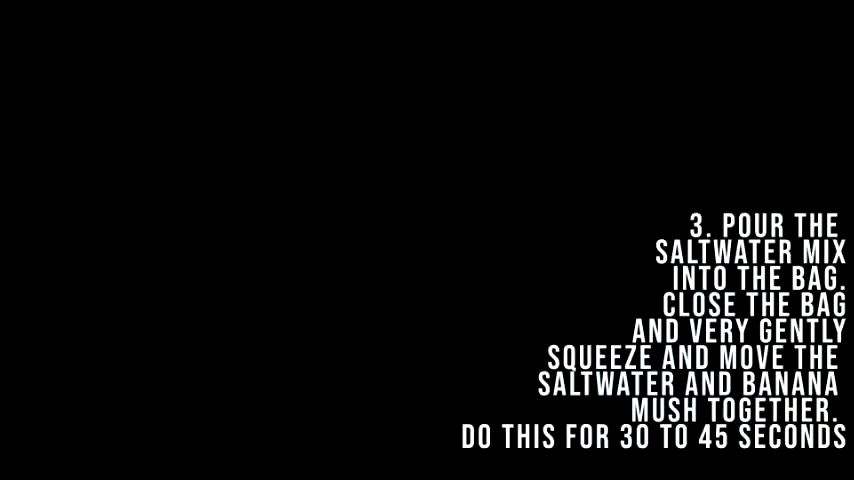 3. POUR THE
SALTWATER MIX
INTO THE BAG.
CLOSE THE BAG
AND VERY GENTLY
SQUEEZE AND MOVE THE
SALTWATER AND BANANA
MUSH TOGETHER.
DO THIS FOR 30 TO 45 SECONDS